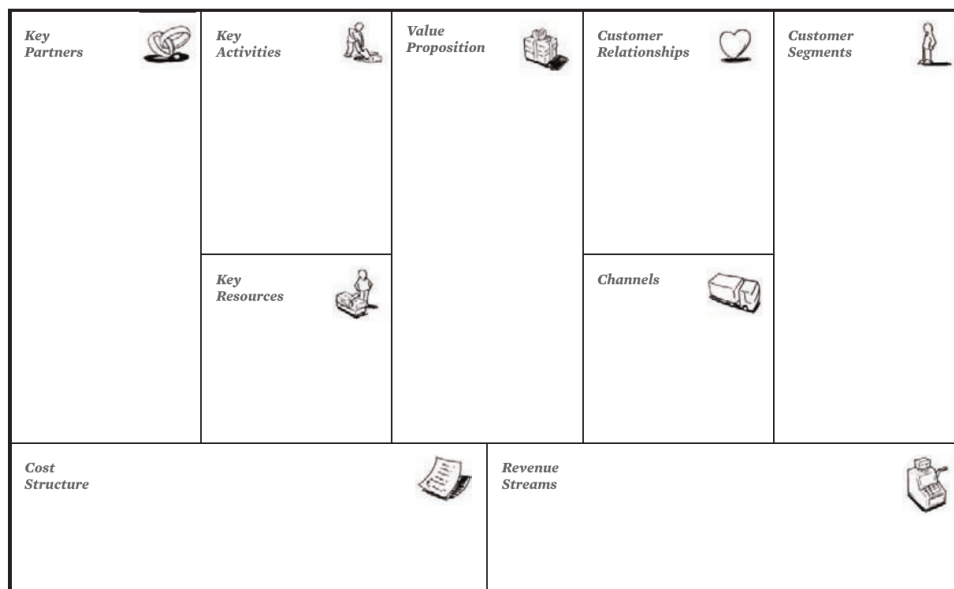 Key
Partners
Key
Activities
Value
Proposition
Customer
Relationships
Customer
Segments
Key
Resources
Channels
Cost
Structure
Revenue
Streams